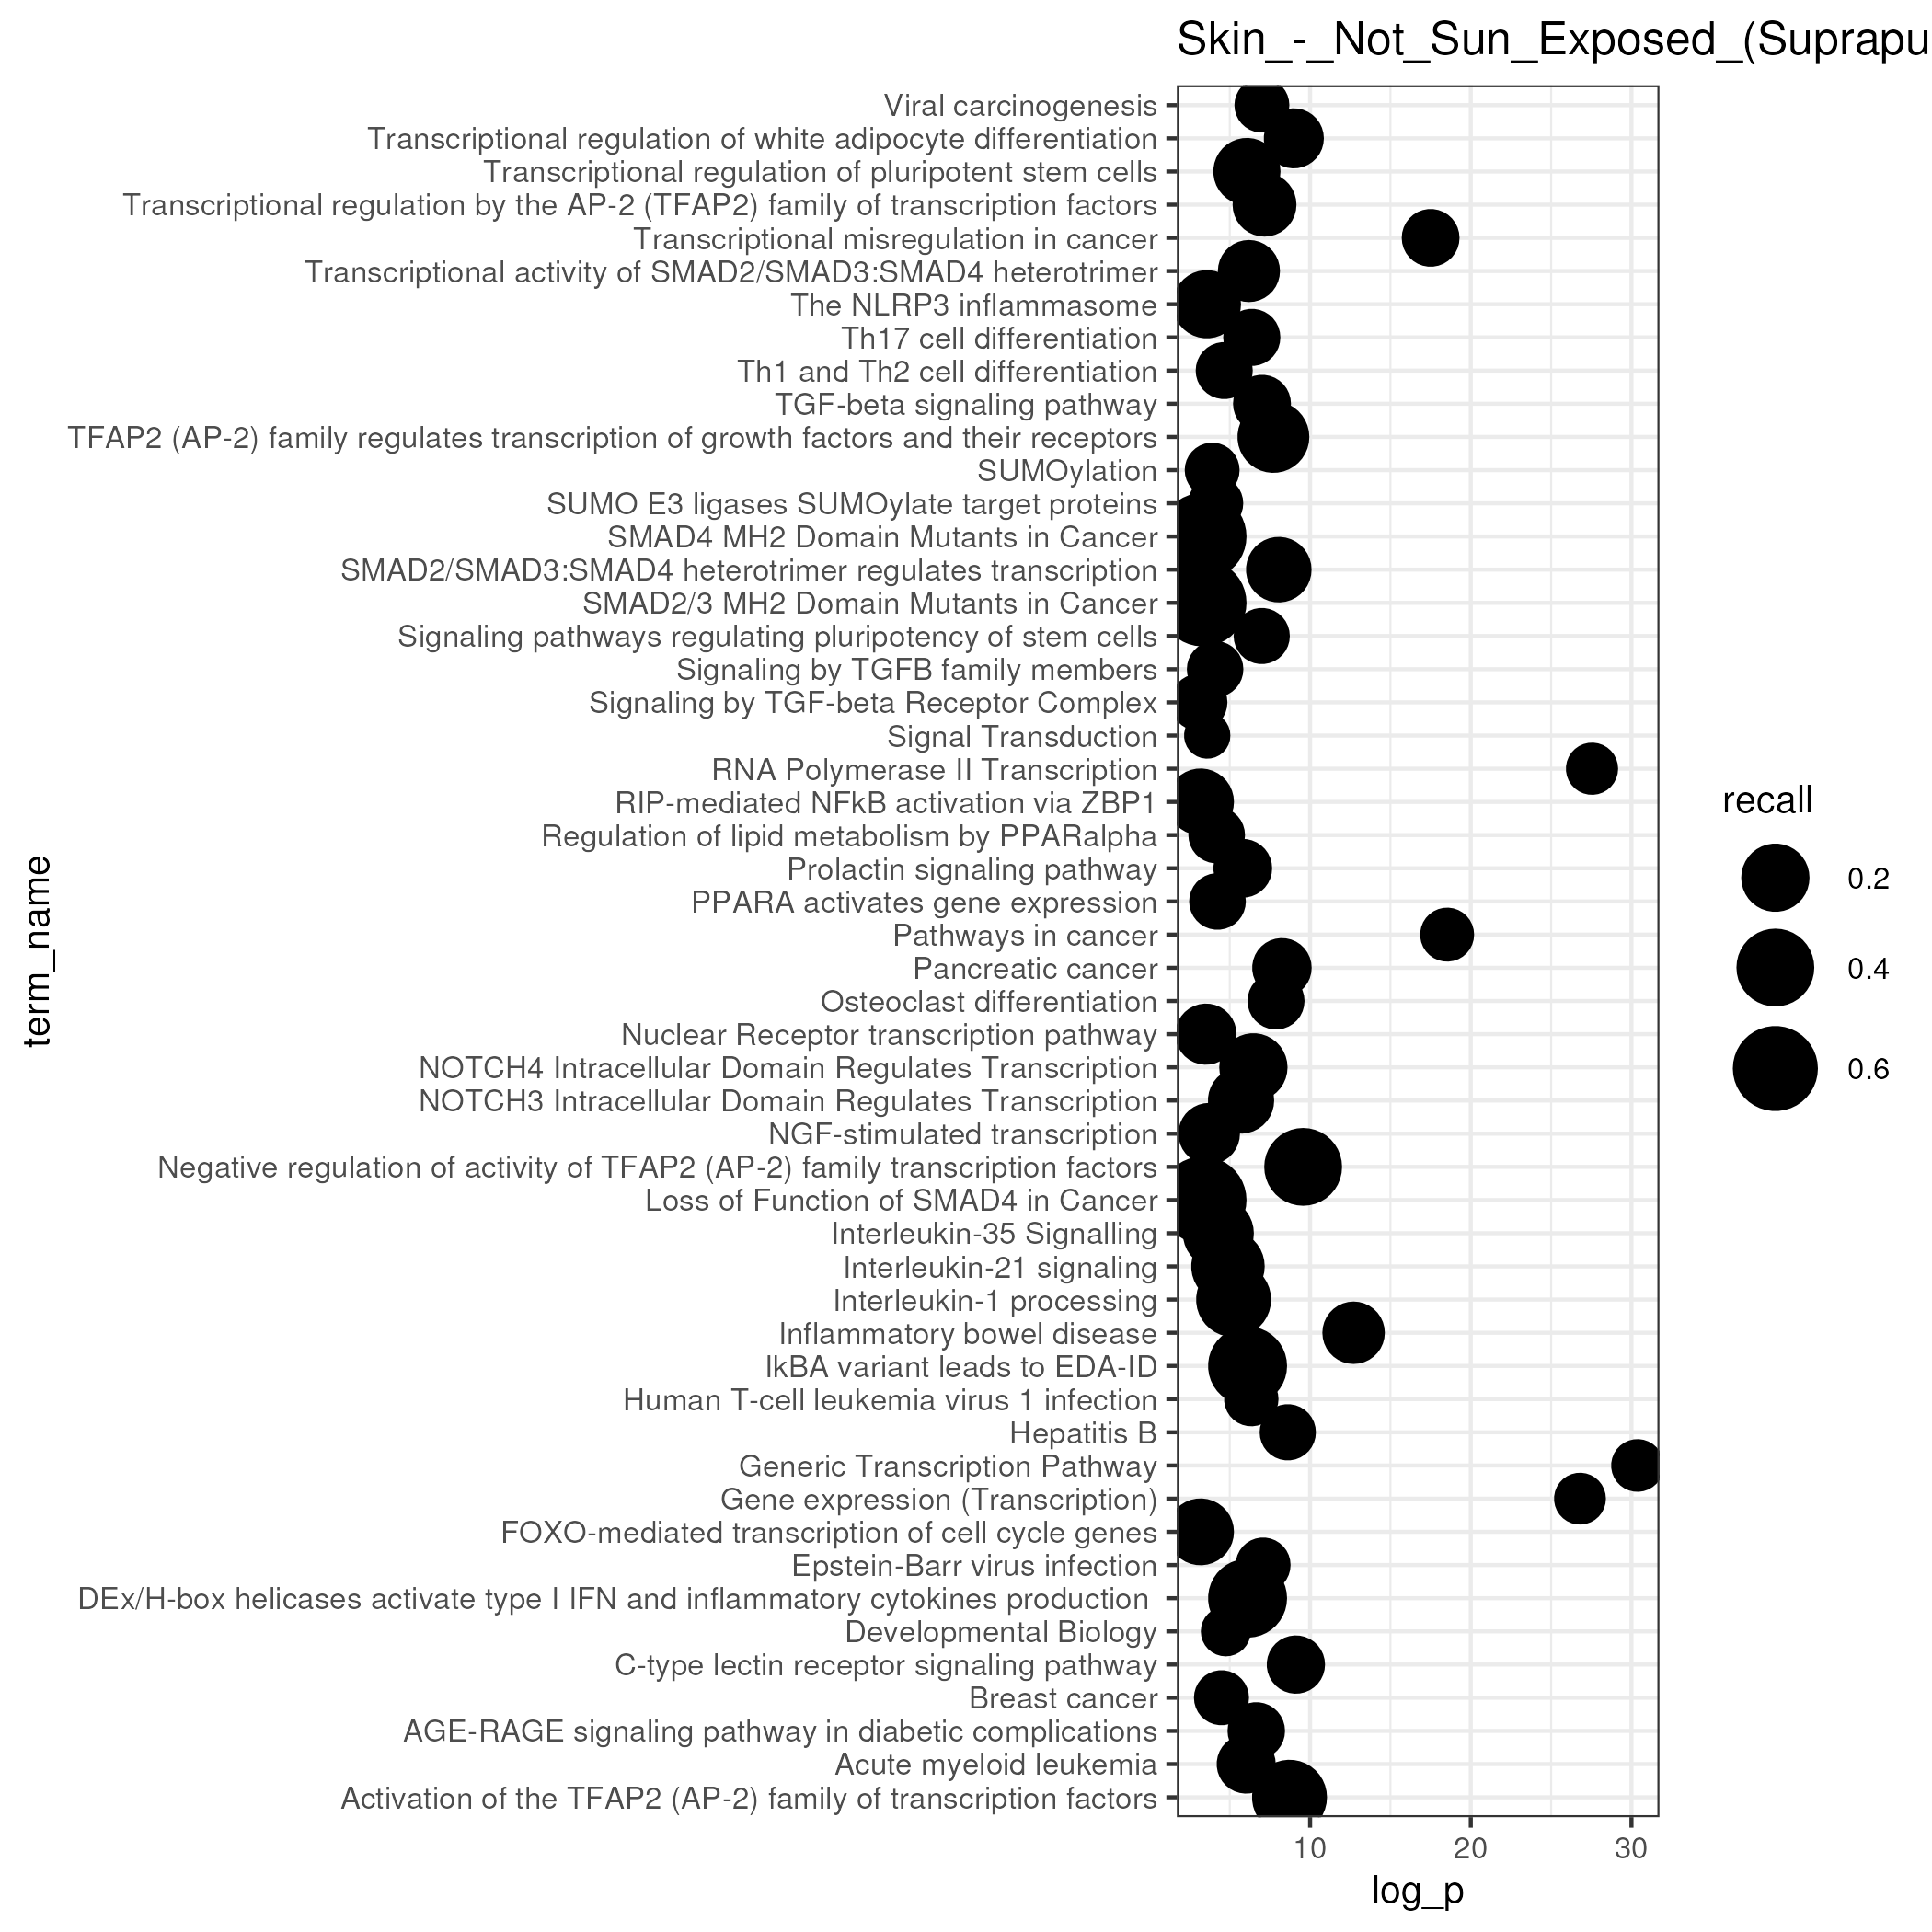 Skin_-_Not_Sun_Exposed_(Suprapu
Viral carcinogenesis
Transcriptional regulation of white adipocyte differentiation
Transcriptional regulation of pluripotent stem cells
Transcriptional regulation by the AP-2 (TFAP2) family of transcription factors
Transcriptional misregulation in cancer
Transcriptional activity of SMAD2/SMAD3:SMAD4 heterotrimer
The NLRP3 inflammasome
Th17 cell differentiation
Th1 and Th2 cell differentiation
TGF-beta signaling pathway
TFAP2 (AP-2) family regulates transcription of growth factors and their receptors
SUMOylation
SUMO E3 ligases SUMOylate target proteins
SMAD4 MH2 Domain Mutants in Cancer
SMAD2/SMAD3:SMAD4 heterotrimer regulates transcription
SMAD2/3 MH2 Domain Mutants in Cancer
Signaling pathways regulating pluripotency of stem cells
Signaling by TGFB family members
Signaling by TGF-beta Receptor Complex
Signal Transduction
RNA Polymerase II Transcription
RIP-mediated NFkB activation via ZBP1
Regulation of lipid metabolism by PPARalpha
Prolactin signaling pathway
PPARA activates gene expression
Pathways in cancer
Pancreatic cancer
Osteoclast differentiation
Nuclear Receptor transcription pathway
NOTCH4 Intracellular Domain Regulates Transcription
NOTCH3 Intracellular Domain Regulates Transcription
NGF-stimulated transcription
Negative regulation of activity of TFAP2 (AP-2) family transcription factors
Loss of Function of SMAD4 in Cancer
Interleukin-35 Signalling
Interleukin-21 signaling
Interleukin-1 processing
Inflammatory bowel disease
IkBA variant leads to EDA-ID
Human T-cell leukemia virus 1 infection
Hepatitis B
Generic Transcription Pathway
Gene expression (Transcription)
FOXO-mediated transcription of cell cycle genes
Epstein-Barr virus infection
DEx/H-box helicases activate type I IFN and inflammatory cytokines production
Developmental Biology
C-type lectin receptor signaling pathway
Breast cancer
AGE-RAGE signaling pathway in diabetic complications
Acute myeloid leukemia
Activation of the TFAP2 (AP-2) family of transcription factors
term_name
10 20 30
log_p
recall
0.2
0.4
0.6